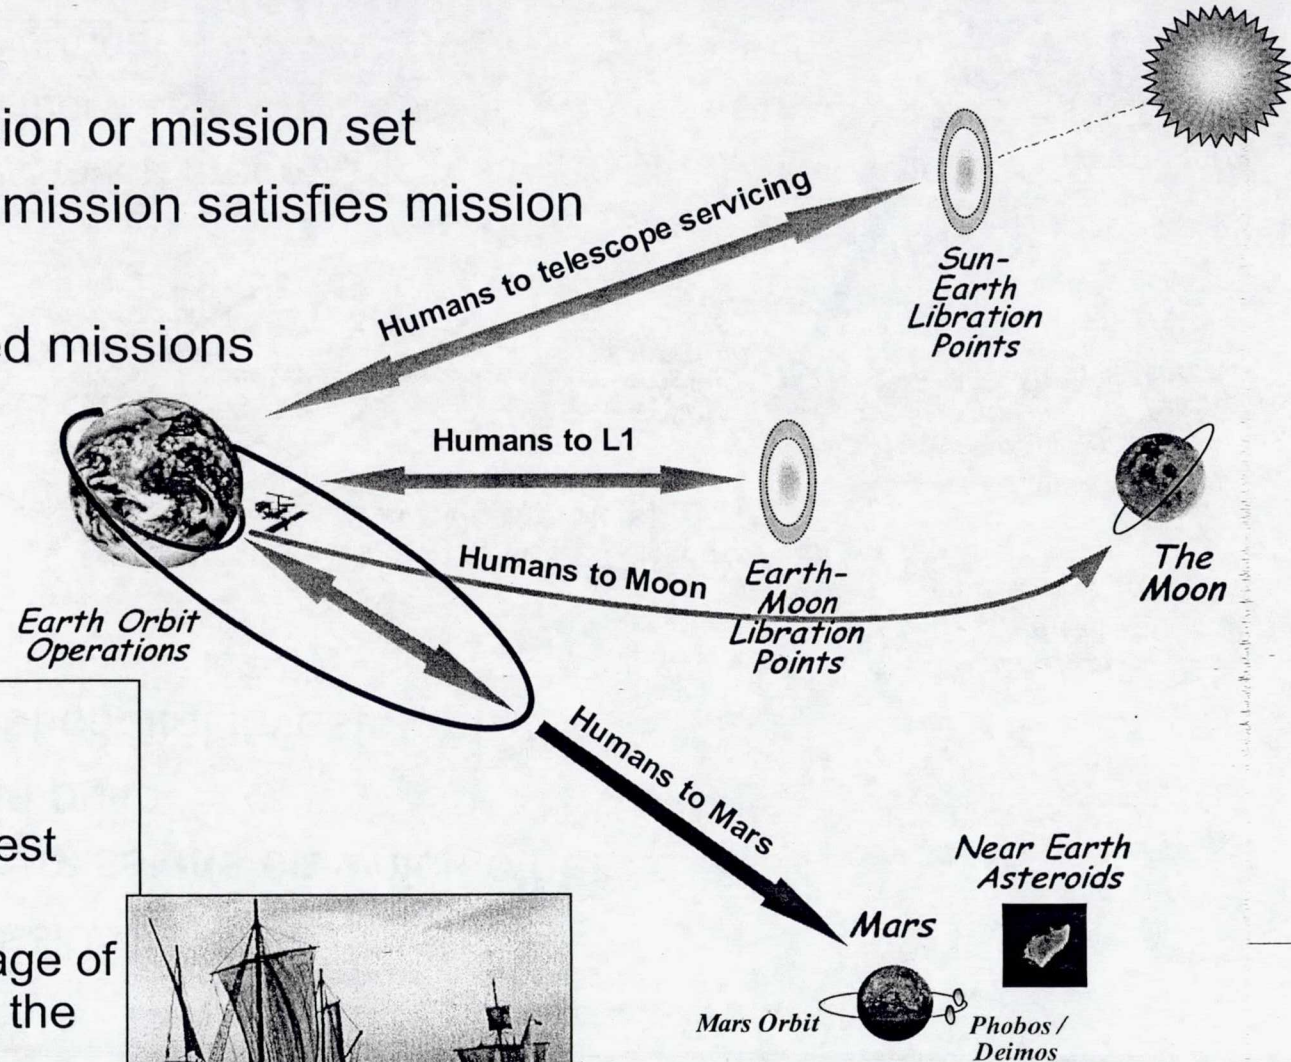 ion or mission set
mission satisfies mission
ed missions
Humans to telescope servicing
Sun-
Earth
Libration
Points
Humans to L1
Humans to Moon
Earth-
Moon
Libration
Points
The
Moon
Earth Orbit
Operations
Humans to Mars
est
age of
the
Near Earth
Asteroids
Mars
Mars Orbit
Phobos /
Deimos